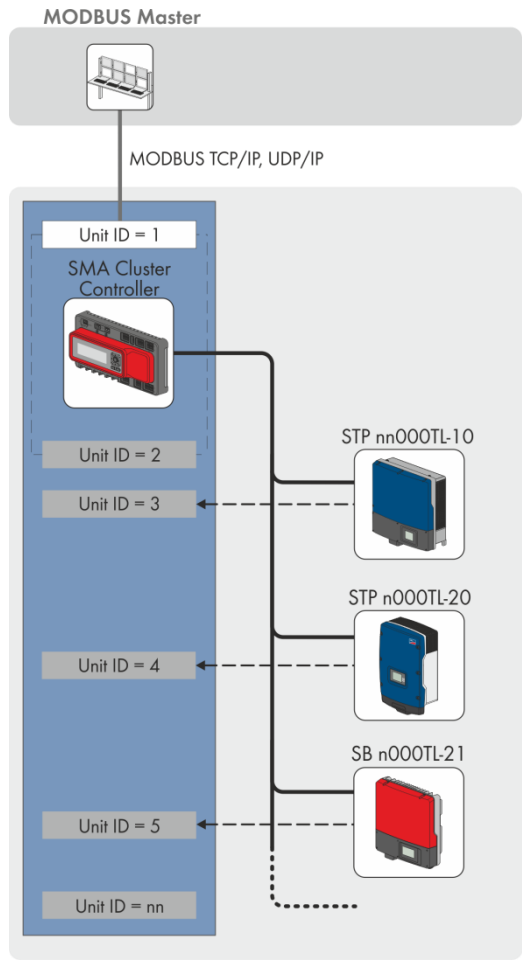 MODBUS Master
MODBUS TCP/IP, UDP/IP
Unit ID = 1
SMA Cluster
Controller
STP nn000TL-10
Unit ID = 2
Unit ID = 3
STP n000TL-20
Unit ID = 4
SB n000TL-21
Unit ID = 5
Unit ID = nn